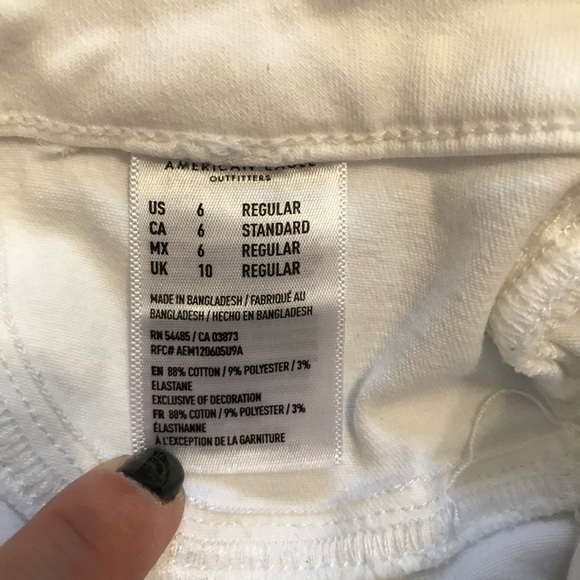 AMERICAN EAGLE
OUTFITTERS
US 6 REGULAR
CA 6 STANDARD
MX 6 REGULAR
UK 10 REGULAR
MADE IN BANGLADESH / FABRIQUÉ AU
BANGLADESH / HECHO EN BANGLADESH
RN 54485 / CA 03873
RFC# AEM120605U9A
EN 88% COTTON / 9% POLYESTER / 3%
ELASTANE
EXCLUSIVE OF DECORATION
FR 88% COTON / 9% POLYESTER / 3%
ÉLASTHANNE
À L'EXCEPTION DE LA GARNITURE